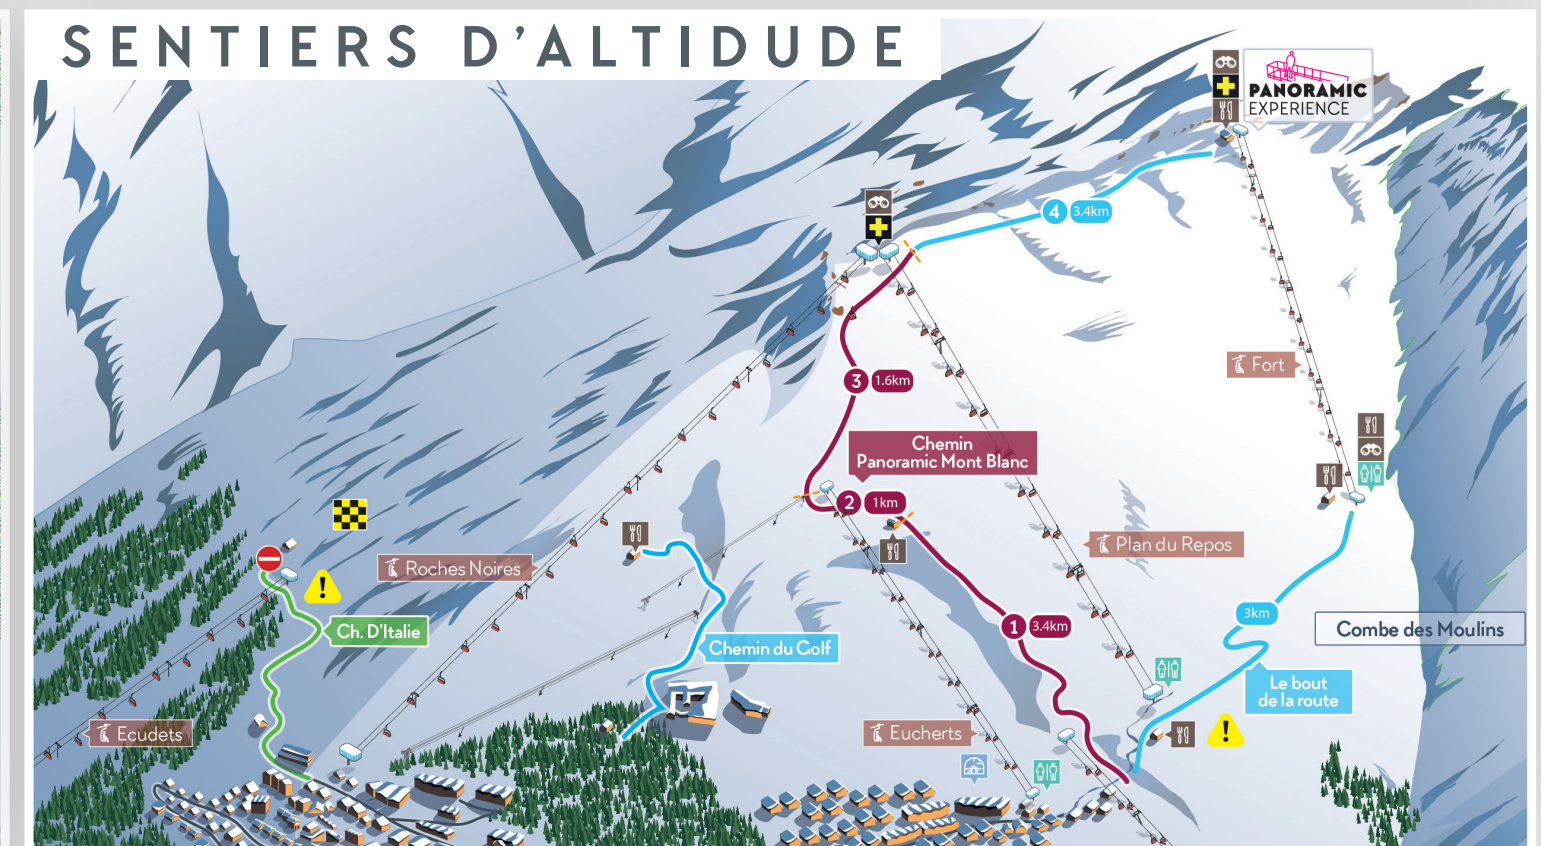 SENTIERS D'ALTIDUDE
PANORAMIC
EXPERIENCE
4 3.4km
Fort
3 1.6km
Chemin
Panoramic Mont Blanc
2 1km
Plan du Repos
Roches Noires
!
Ch. D'Italie
1 3.4km
3km
Combe des Moulins
Chemin du Golf
Le bout
de la route
Ecudets
Eucherts
!